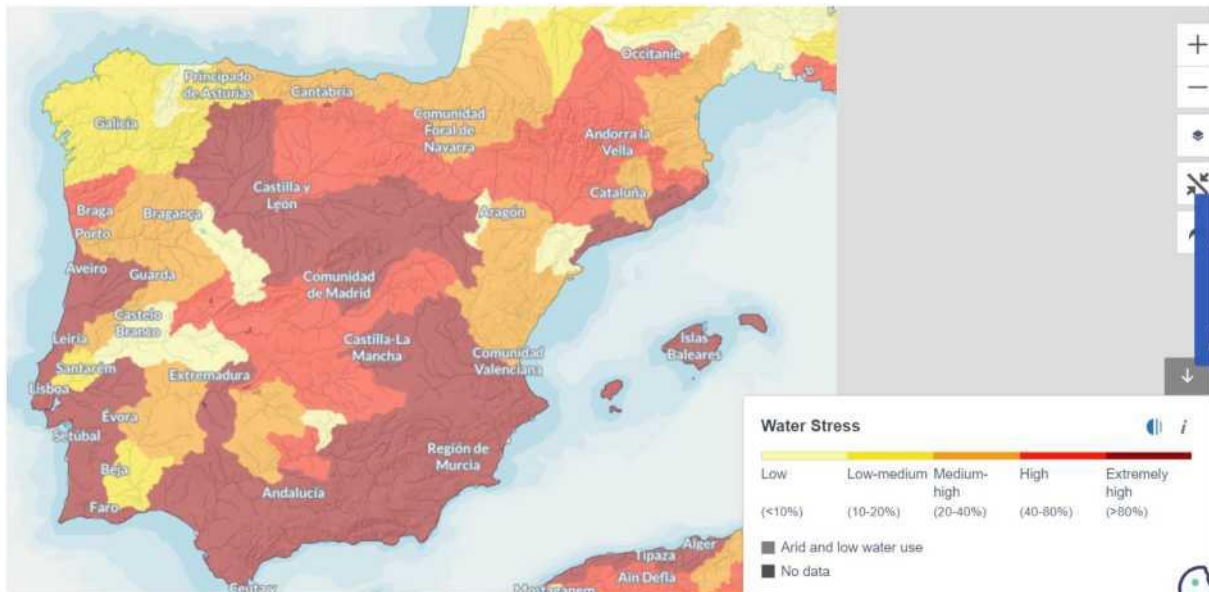 Occitanie
Principado
de Asturias
Cantabria
Galicia
Comunidad
Foral de
Navarra
Andorra la
Vella
Castilla y
León
Cataluña
Braga
Bragança
Aragón
Porto
Aveiro
Guarda
Comunidad
de Madrid
Castelo
Branco
Leiria
Castilla-La
Mancha
Islas
Baleares
Comunidad
Valenciana
Santarém
Extremadura
Lisboa
Évora
Setúbal
Beja
Región de
Murcia
Andalucía
Faro
Ceuta y
Alger
Tipaza
Aïn Defla
Mostaganem
Water Stress
i
Low
Low-medium
Medium-
high
High
Extremely
high
(<10%)
(10-20%)
(20-40%)
(40-80%)
(>80%)
Arid and low water use
No data